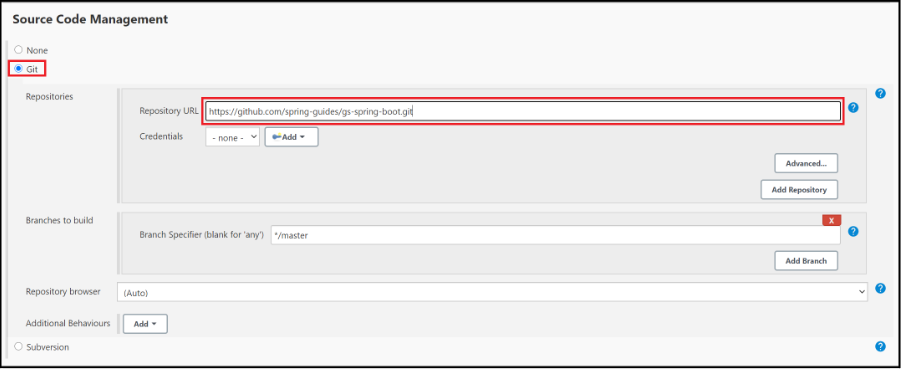 Source Code Management
None
Git
Repositories
Repository URL https://github.com/spring-guides/gs-spring-boot.git ?
?
Credentials - none - Add
Advanced...
Add Repository
Branches to build
X
Branch Specifier (blank for 'any') */master ?
Add Branch
Repository browser (Auto) ?
Additional Behaviours Add
Subversion ?